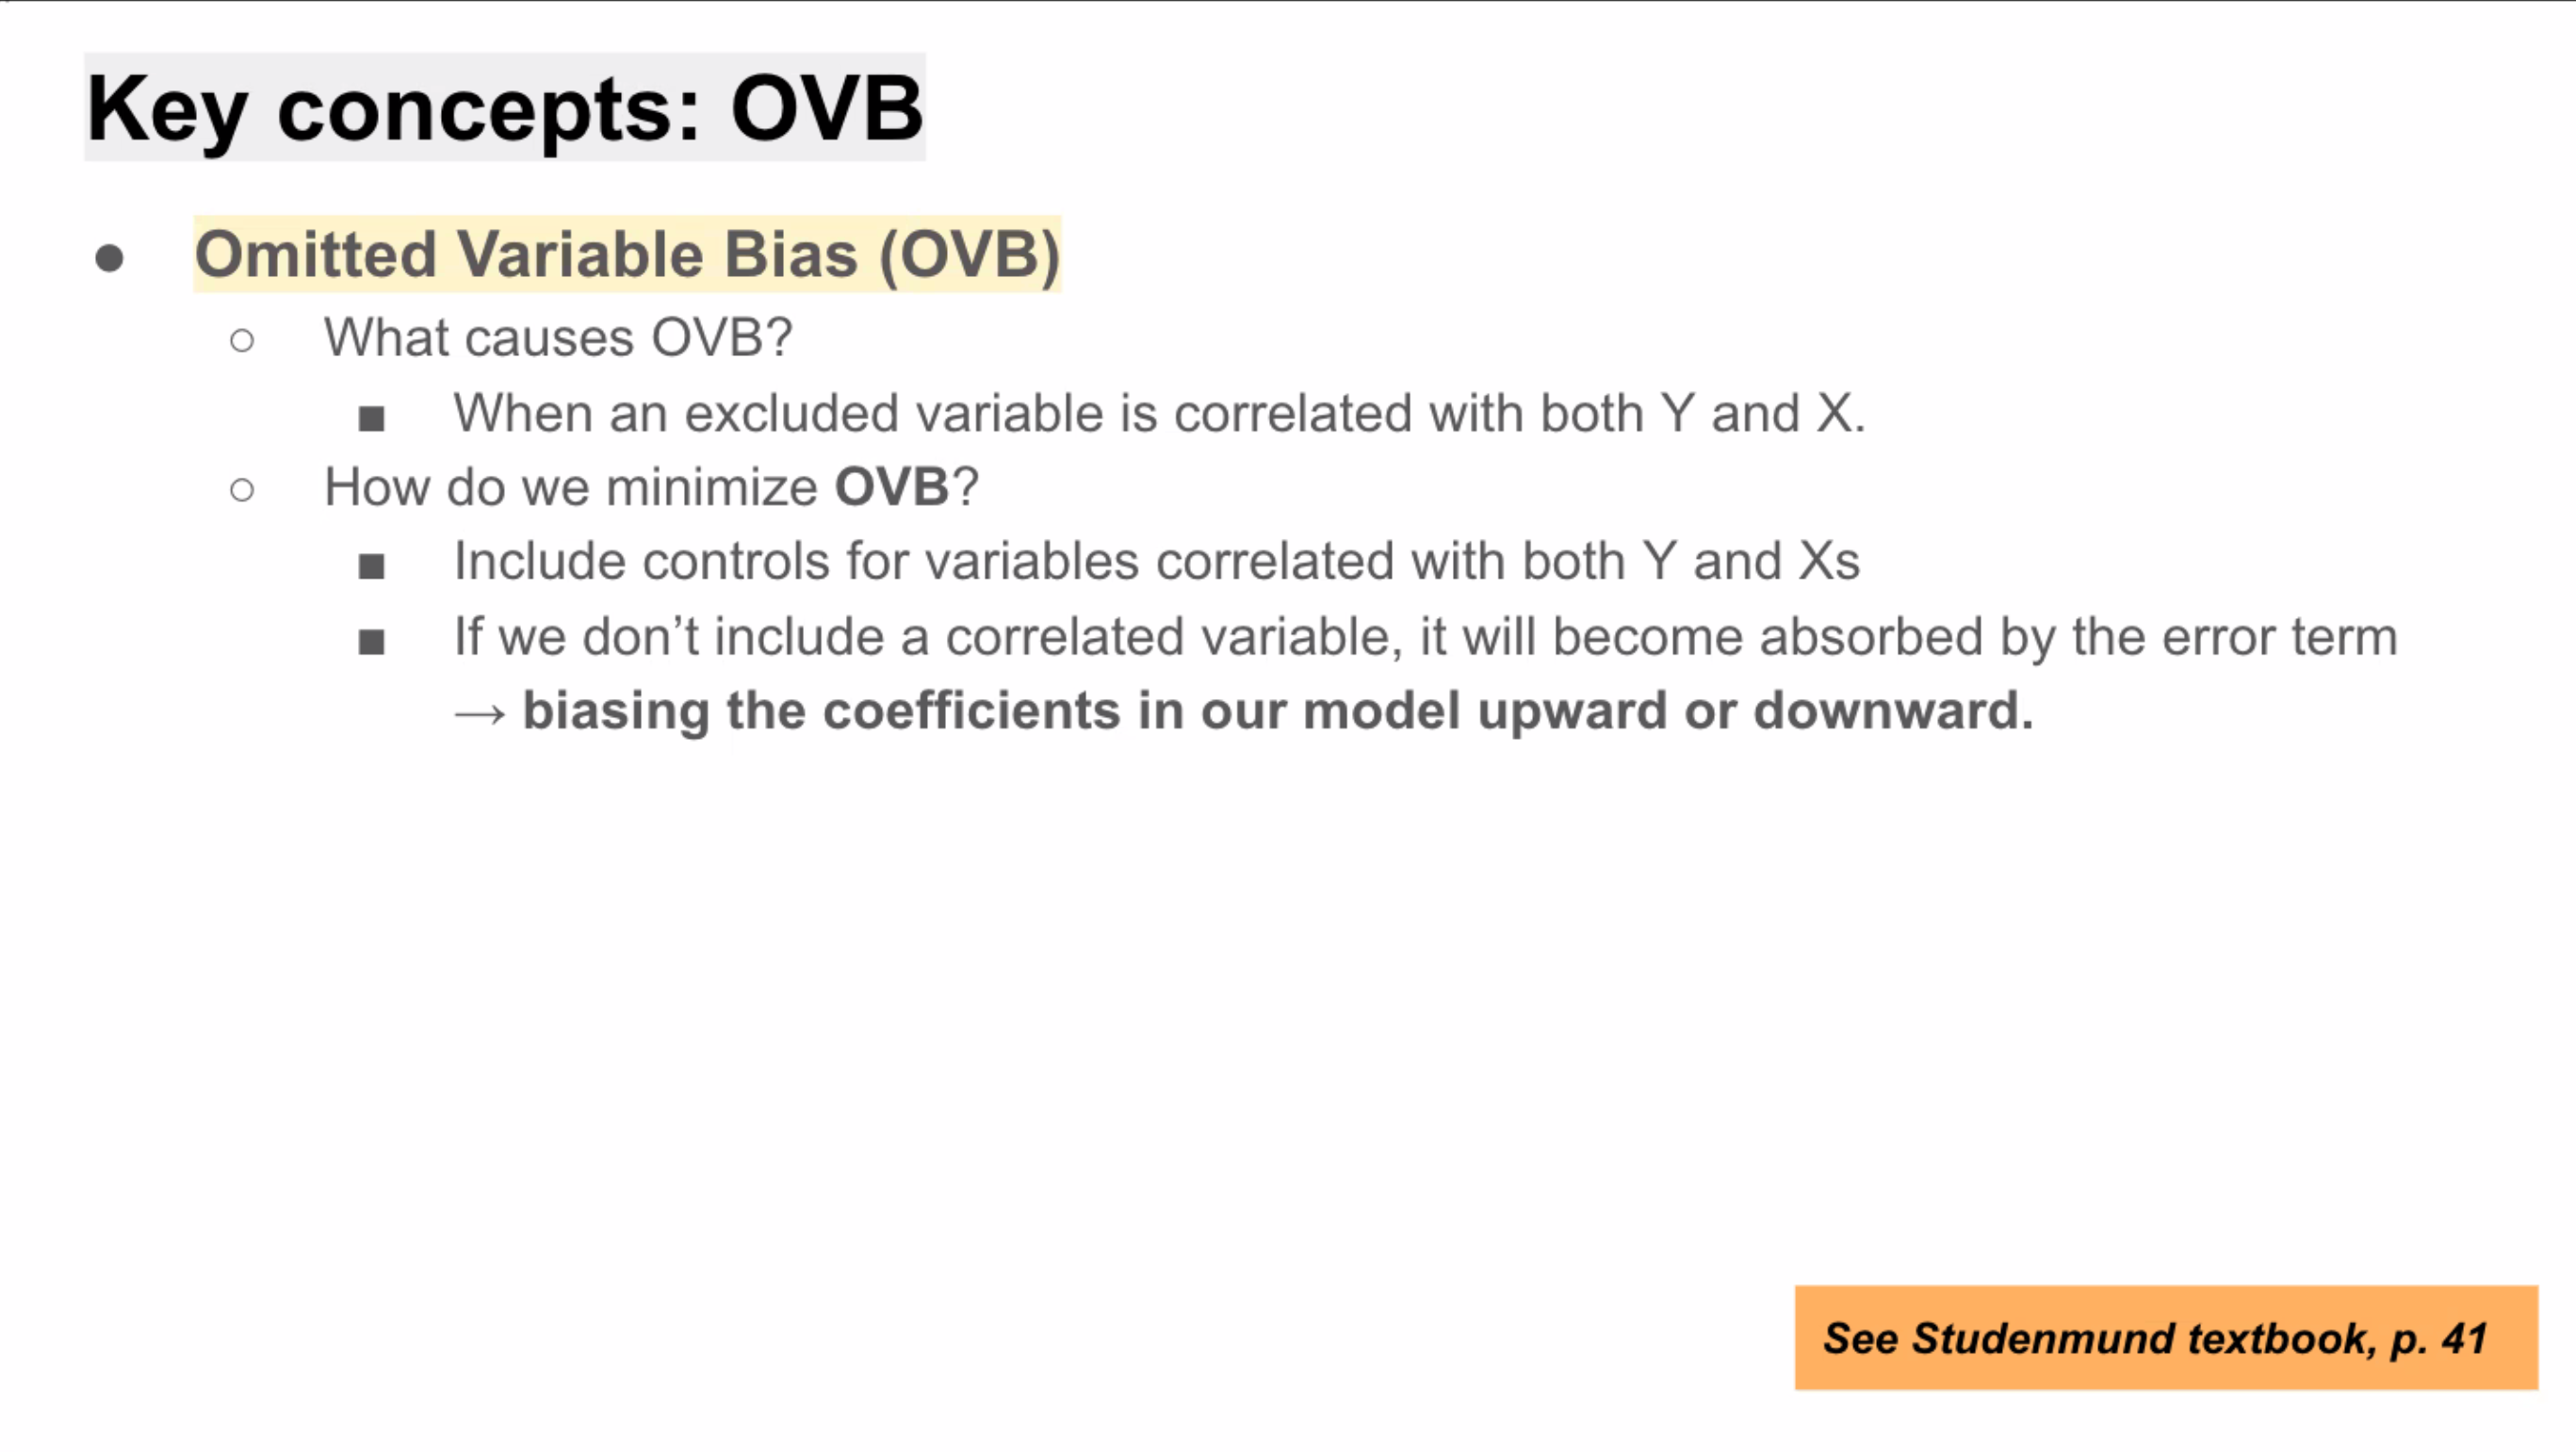 Key concepts: OVB
● Omitted Variable Bias (OVB)
○ What causes OVB?
■ When an excluded variable is correlated with both Y and X.
○ How do we minimize OVB?
■ Include controls for variables correlated with both Y and Xs
■ If we don’t include a correlated variable, it will become absorbed by the error term
→ biasing the coefficients in our model upward or downward.
See Studenmund textbook, p. 41